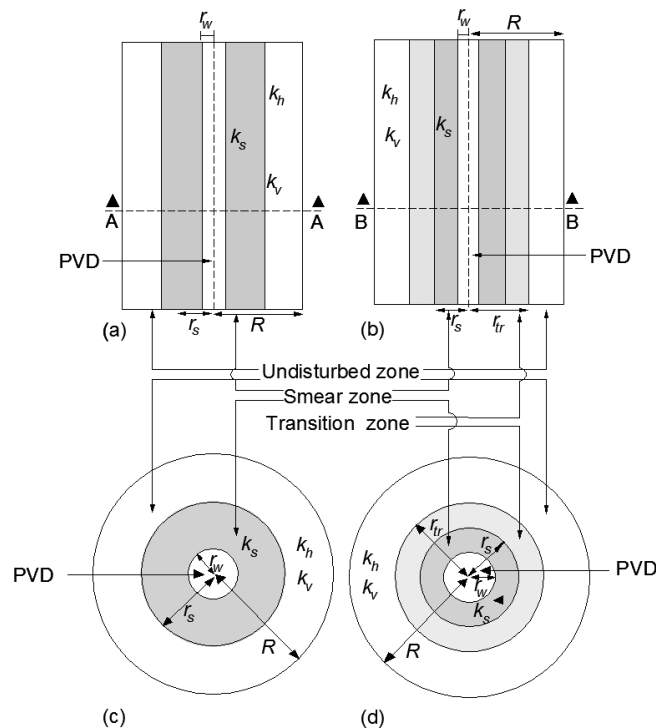 r_w
r_w
R
k_h
k_s
k_v
k_h
k_v
k_s
A
A
B
B
PVD
PVD
(a)
r_s
R
(b)
r_s
r_tr
Undisturbed zone
Smear zone
Transition zone
k_s
r_w
k_h
k_v
PVD
r_s
R
(c)
r_tr
r_s
k_h
k_v
PVD
r_w
k_s
R
(d)